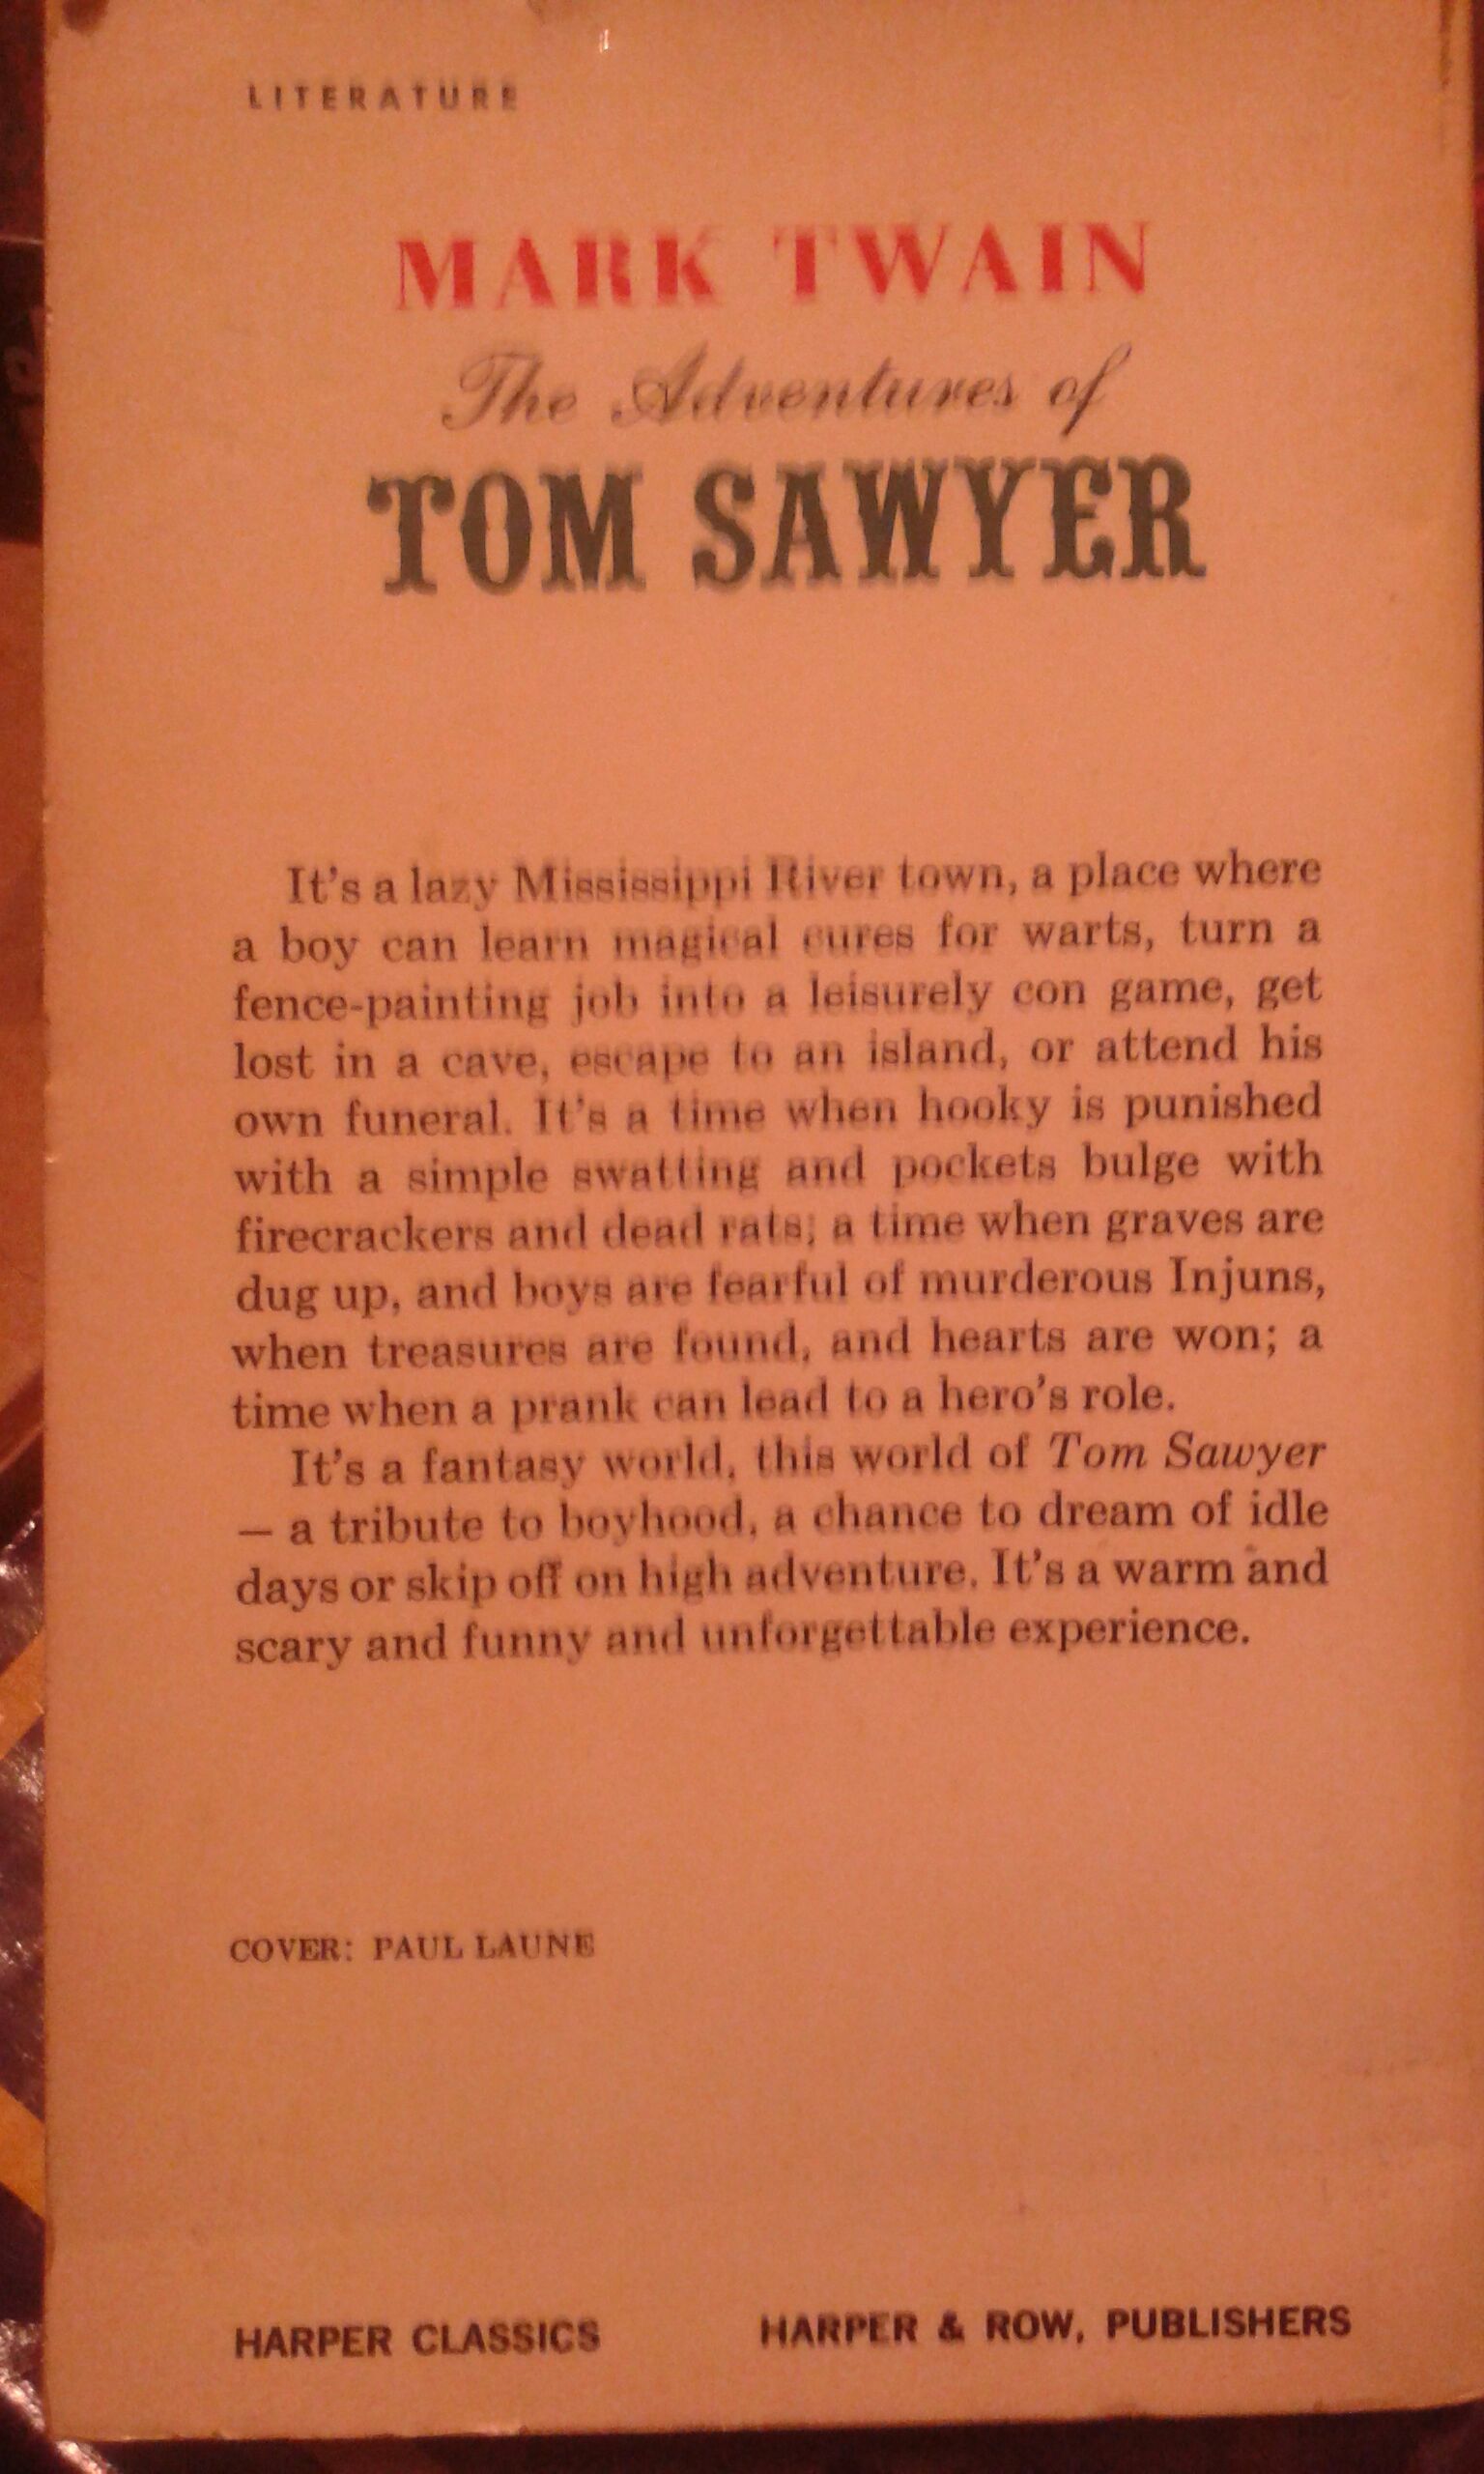 LITERATURE
MARK TWAIN
The Adventures of
TOM SAWYER
It's a lazy Mississippi River town, a place where
a boy can learn magical cures for warts, turn a
fence-painting job into a leisurely con game, get
lost in a cave, escape to an island, or attend his
own funeral. It's a time when hooky is punished
with a simple swatting and pockets bulge with
firecrackers and dead rats; a time when graves are
dug up, and boys are fearful of murderous Injuns,
when treasures are found, and hearts are won; a
time when a prank can lead to a hero's role.
It's a fantasy world, this world of Tom Sawyer
— a tribute to boyhood, a chance to dream of idle
days or skip off on high adventure. It's a warm and
scary and funny and unforgettable experience.
COVER: PAUL LAUNE
HARPER CLASSICS HARPER & ROW, PUBLISHERS